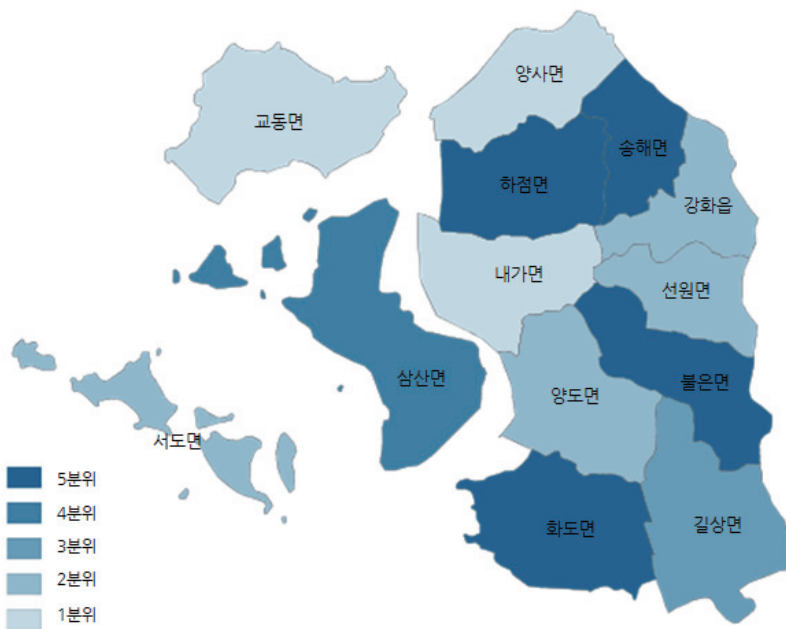 양사면
교동면
송해면
하점면
강화읍
내가면
선원면
삼산면
불은면
양도면
서도면
화도면
길상면
5분위
4분위
3분위
2분위
1분위